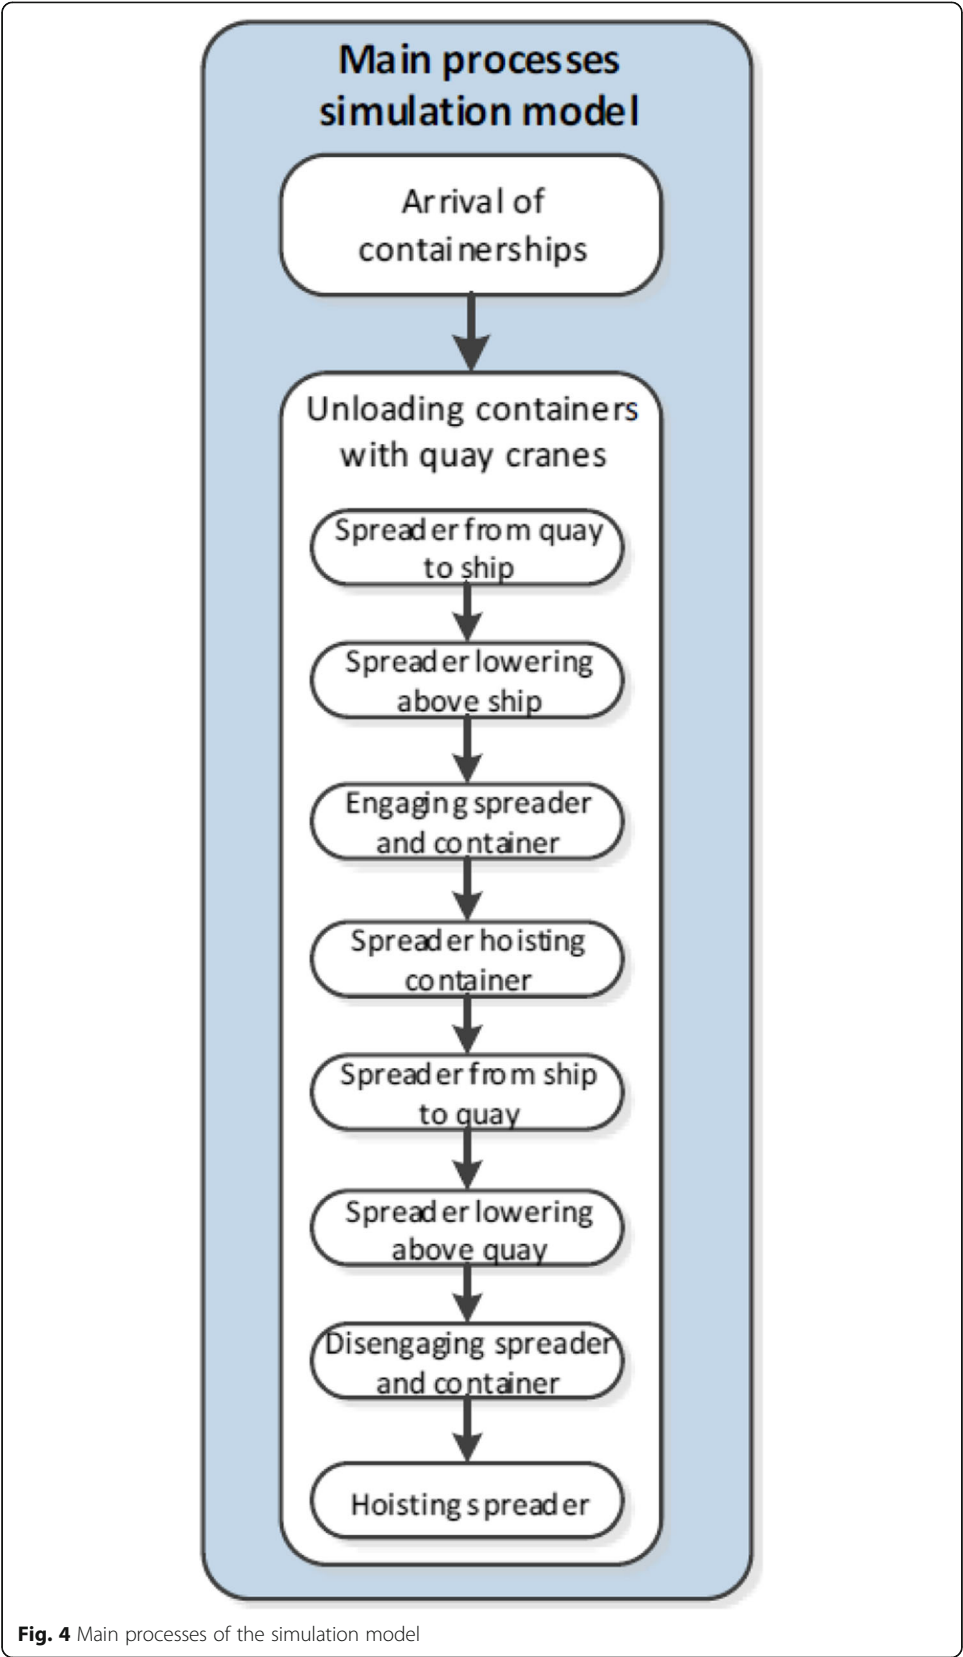 Main processes
simulation model
Arrival of
containerships
Unloading containers
with quay cranes
Spreader from quay
to ship
Spreader lowering
above ship
Engaging spreader
and container
Spreader hoisting
container
Spreader from ship
to quay
Spreader lowering
above quay
Disengaging spreader
and container
Hoisting spreader
Fig. 4 Main processes of the simulation model